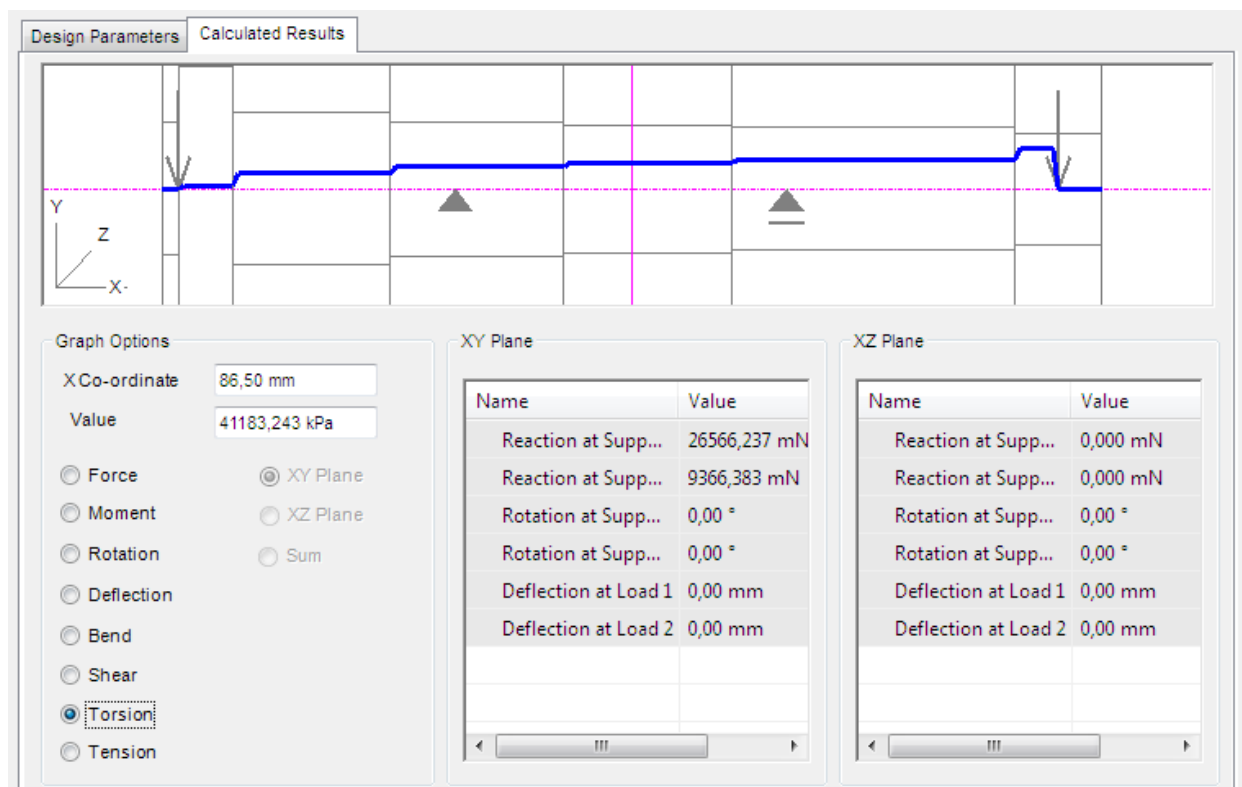 Design Parameters Calculated Results
Y
Z
X-
Graph Options
X Co-ordinate 86,50 mm
Value 41183,243 kPa
Force XY Plane
Moment XZ Plane
Rotation Sum
Deflection
Bend
Shear
Torsion
Tension
XY Plane
Name Value
Reaction at Supp... 26566,237 mN
Reaction at Supp... 9366,383 mN
Rotation at Supp... 0,00 °
Rotation at Supp... 0,00 °
Deflection at Load 1 0,00 mm
Deflection at Load 2 0,00 mm
XZ Plane
Name Value
Reaction at Supp... 0,000 mN
Reaction at Supp... 0,000 mN
Rotation at Supp... 0,00 °
Rotation at Supp... 0,00 °
Deflection at Load 1 0,00 mm
Deflection at Load 2 0,00 mm